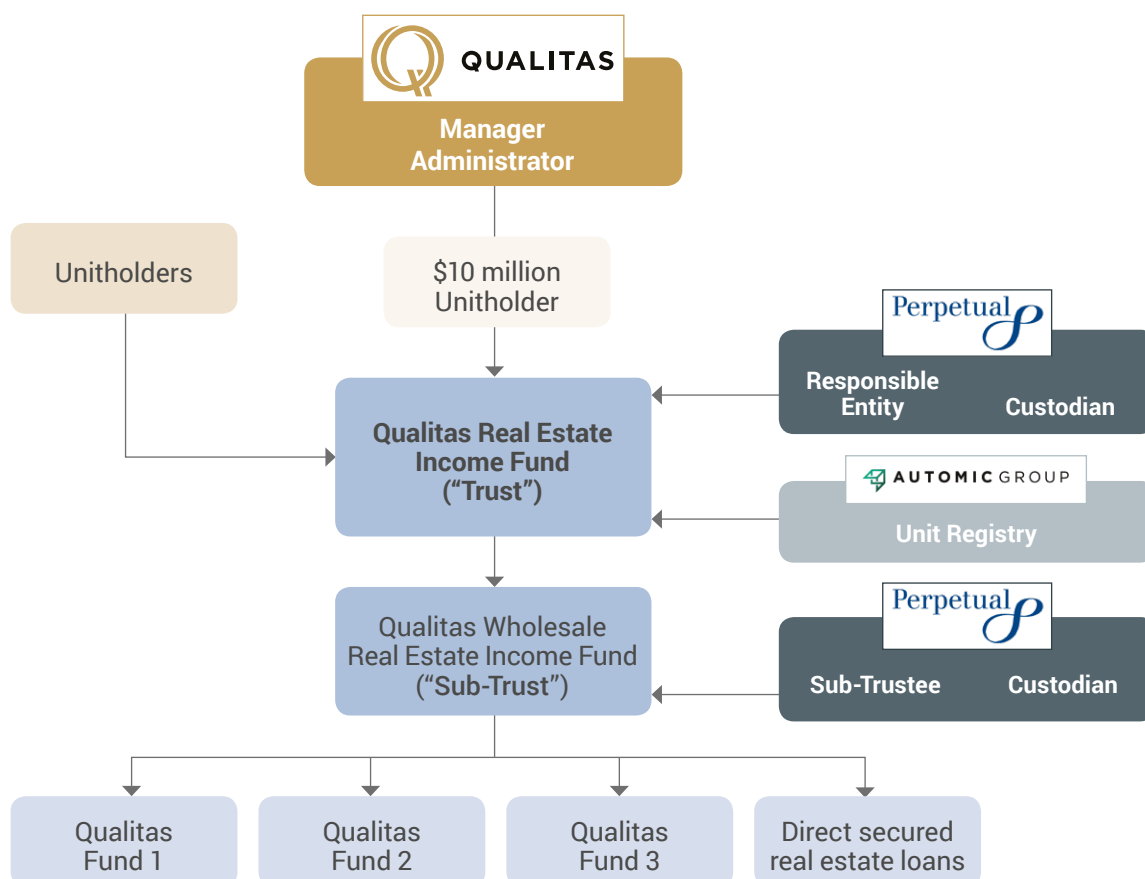 QUALITAS
Manager
Administrator
Unitholders
$10 million
Unitholder
Perpetual
Responsible
Entity
Custodian
Qualitas Real Estate
Income Fund
(“Trust”)
AUTOMIC GROUP
Unit Registry
Perpetual
Sub-Trustee
Custodian
Qualitas Wholesale
Real Estate Income Fund
(“Sub-Trust”)
Qualitas
Fund 1
Qualitas
Fund 2
Qualitas
Fund 3
Direct secured
real estate loans